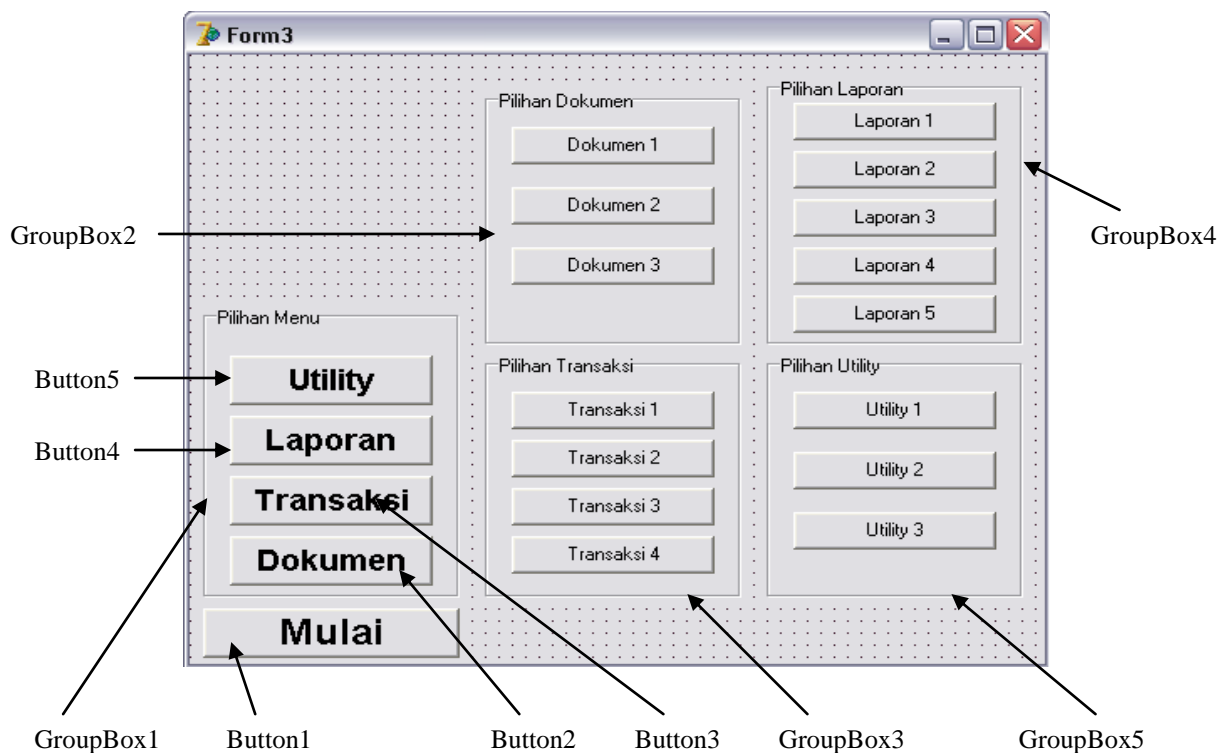 Form3
Pilihan Dokumen
Dokumen 1
Dokumen 2
Dokumen 3
Pilihan Laporan
Laporan 1
Laporan 2
Laporan 3
Laporan 4
Laporan 5
GroupBox2
GroupBox4
Pilihan Menu
Utility
Laporan
Transaksi
Dokumen
Mulai
Button5
Button4
Pilihan Transaksi
Transaksi 1
Transaksi 2
Transaksi 3
Transaksi 4
Pilihan Utility
Utility 1
Utility 2
Utility 3
GroupBox1
Button1
Button2
Button3
GroupBox3
GroupBox5